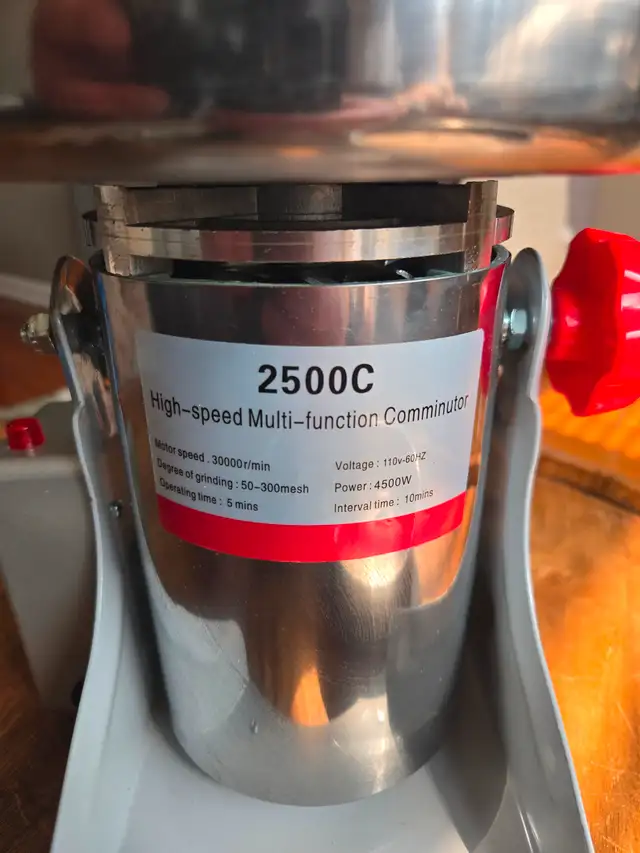 2500C
High-speed Multi-function Comminutor
Motor speed : 30000r/min
Degree of grinding : 50-300mesh
Operating time : 5 mins
Voltage : 110v-60HZ
Power : 4500W
Interval time : 10mins